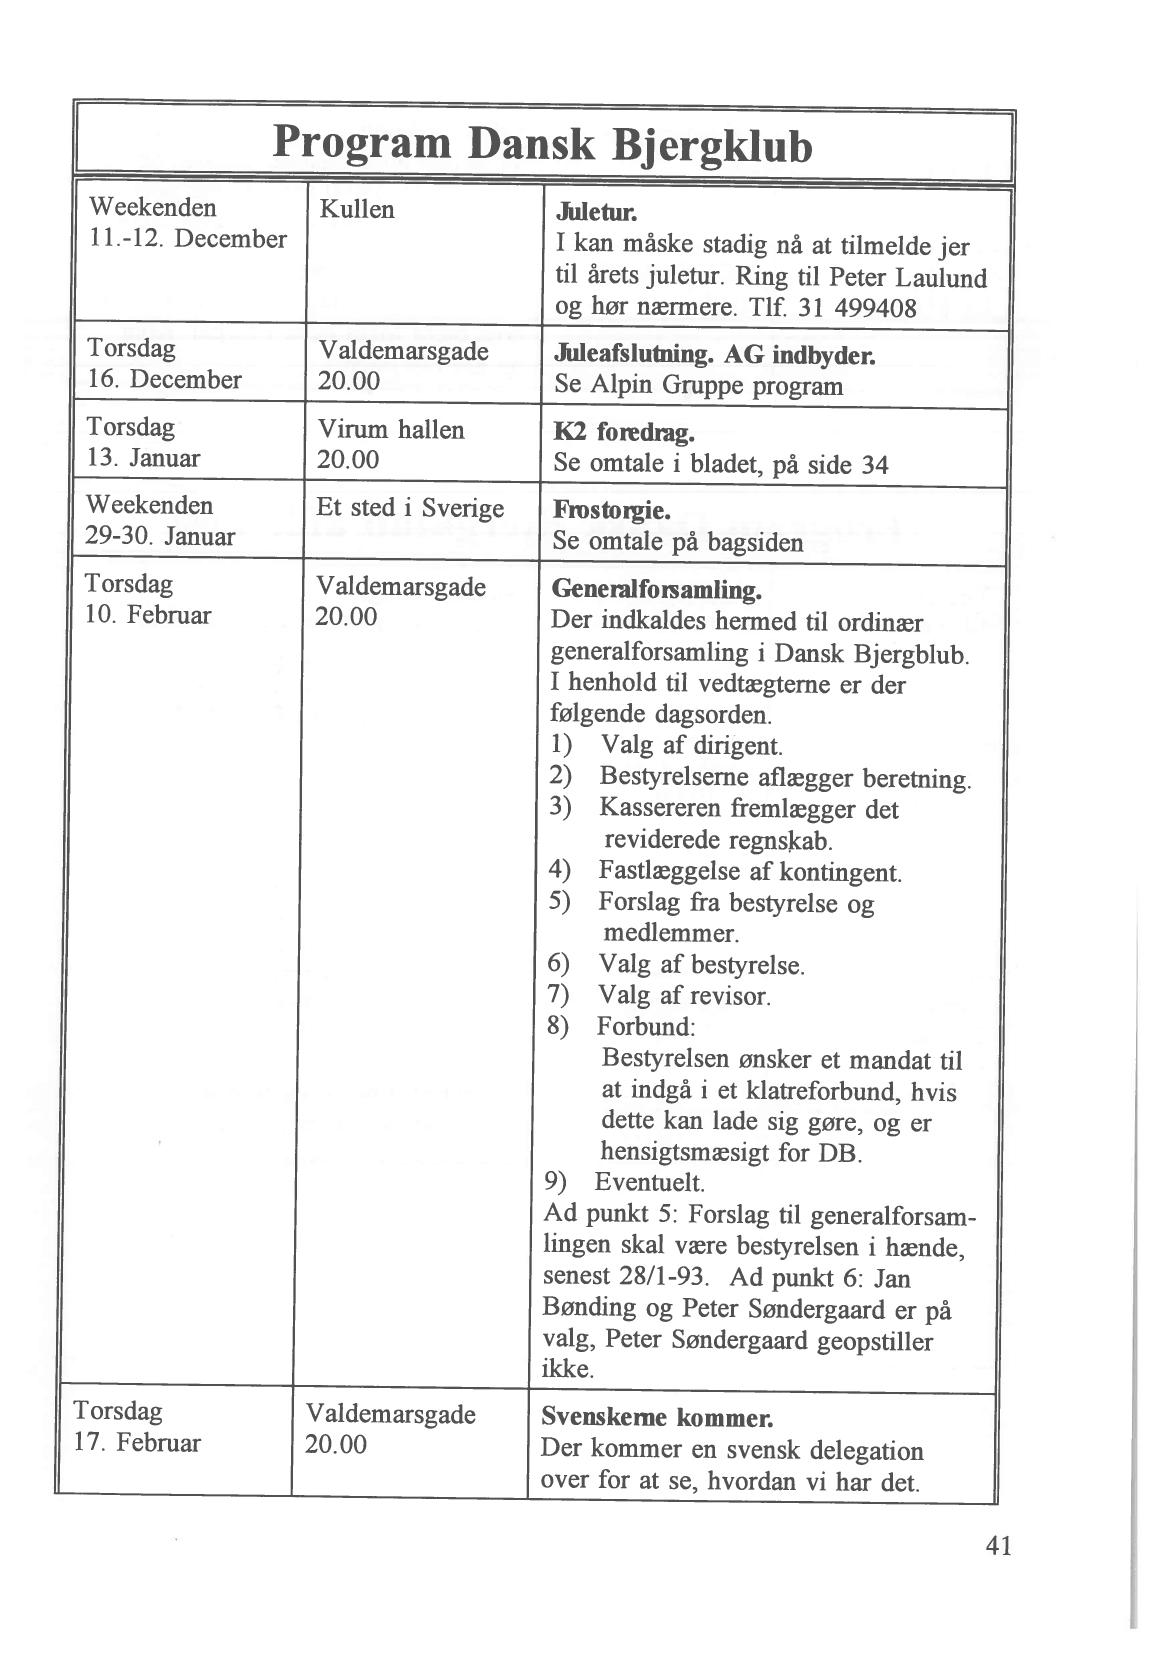 Program Dansk Bjergklub
Weekenden
11.-12. December
Kullen
Juletur.
I kan måske stadig nå at tilmelde jer
til årets juletur. Ring til Peter Laulund
og hør nærmere. Tlf. 31 499408
Torsdag
16. December
Valdemarsgade
20.00
Juleafslutning. AG indbyder.
Se Alpin Gruppe program
Torsdag
13. Januar
Virum hallen
20.00
K2 foredrag.
Se omtale i bladet, på side 34
Weekenden
29-30. Januar
Et sted i Sverige
Frostorgie.
Se omtale på bagsiden
Torsdag
10. Februar
Valdemarsgade
20.00
Generalforsamling.
Der indkaldes hermed til ordinær
generalforsamling i Dansk Bjergblub.
I henhold til vedtægterne er der
følgende dagsorden.
1) Valg af dirigent.
2) Bestyrelserne aflægger beretning.
3) Kassereren fremlægger det
reviderede regnskab.
4) Fastlæggelse af kontingent.
5) Forslag fra bestyrelse og
medlemmer.
6) Valg af bestyrelse.
7) Valg af revisor.
8) Forbund:
Bestyrelsen ønsker et mandat til
at indgå i et klatreforbund, hvis
dette kan lade sig gøre, og er
hensigtsmæsigt for DB.
9) Eventuelt.
Ad punkt 5: Forslag til generalforsam-
lingen skal være bestyrelsen i hænde,
senest 28/1-93. Ad punkt 6: Jan
Bønding og Peter Søndergaard er på
valg, Peter Søndergaard geopstiller
ikke.
Torsdag
17. Februar
Valdemarsgade
20.00
Svenskerne kommer.
Der kommer en svensk delegation
over for at se, hvordan vi har det.
41